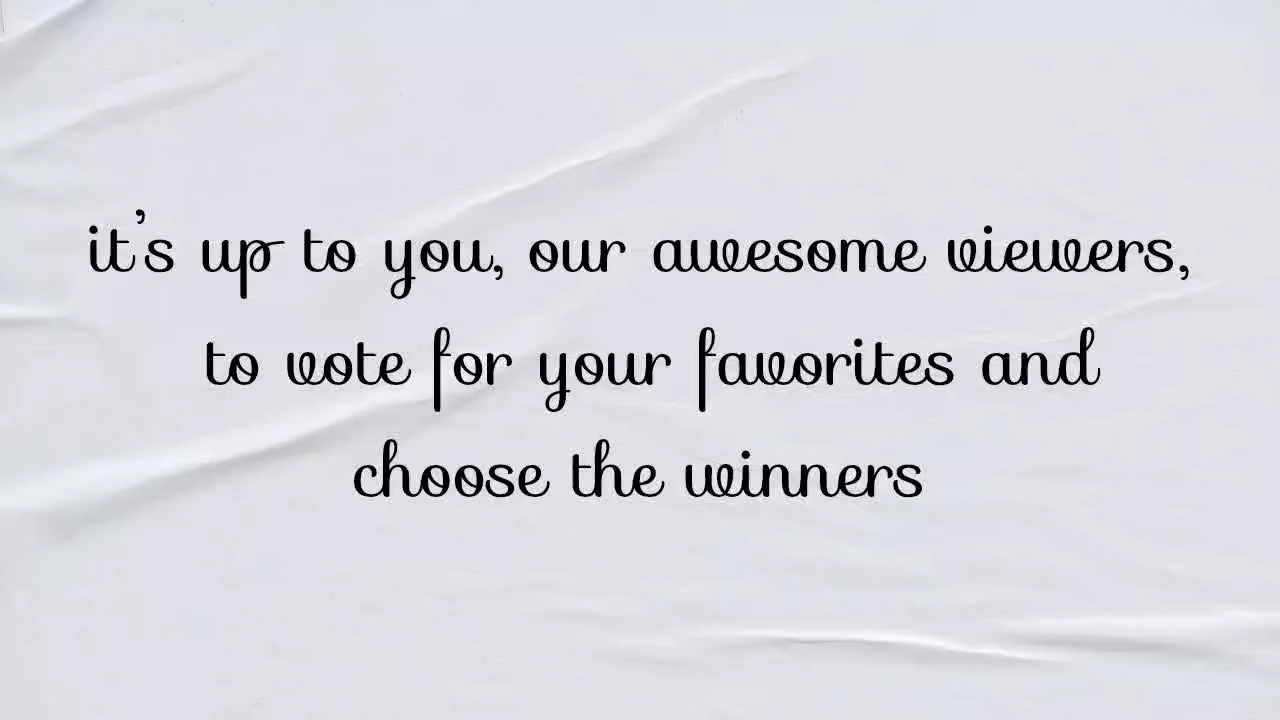 it's up to you, our awesome viewers,
to vote for your favorites and
choose the winners